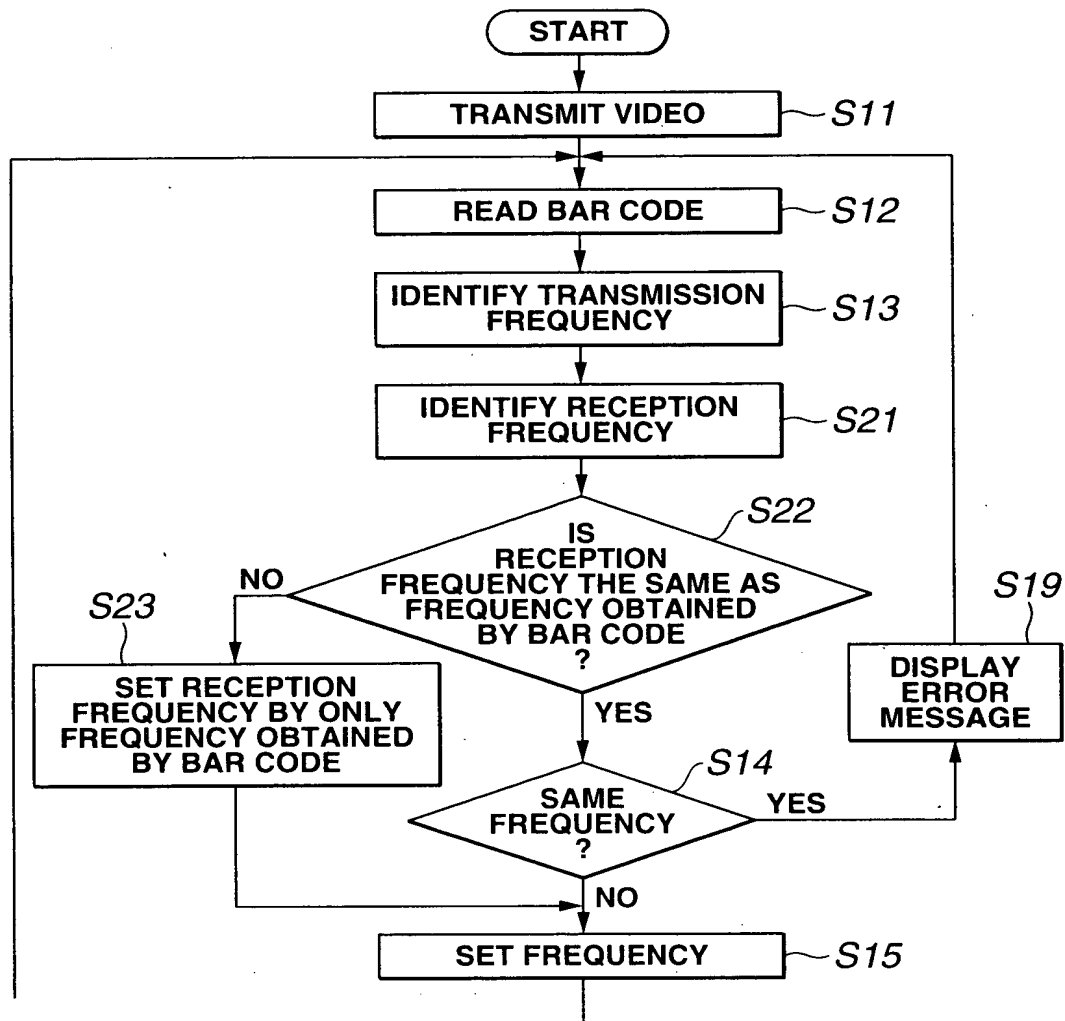 START
TRANSMIT VIDEO
S11
READ BAR CODE
S12
IDENTIFY TRANSMISSION
FREQUENCY
S13
IDENTIFY RECEPTION
FREQUENCY
S21
S22
IS
RECEPTION
FREQUENCY THE SAME AS
FREQUENCY OBTAINED
BY BAR CODE
?
NO
YES
S23
SET RECEPTION
FREQUENCY BY ONLY
FREQUENCY OBTAINED
BY BAR CODE
S19
DISPLAY
ERROR
MESSAGE
S14
SAME
FREQUENCY
?
YES
NO
SET FREQUENCY
S15